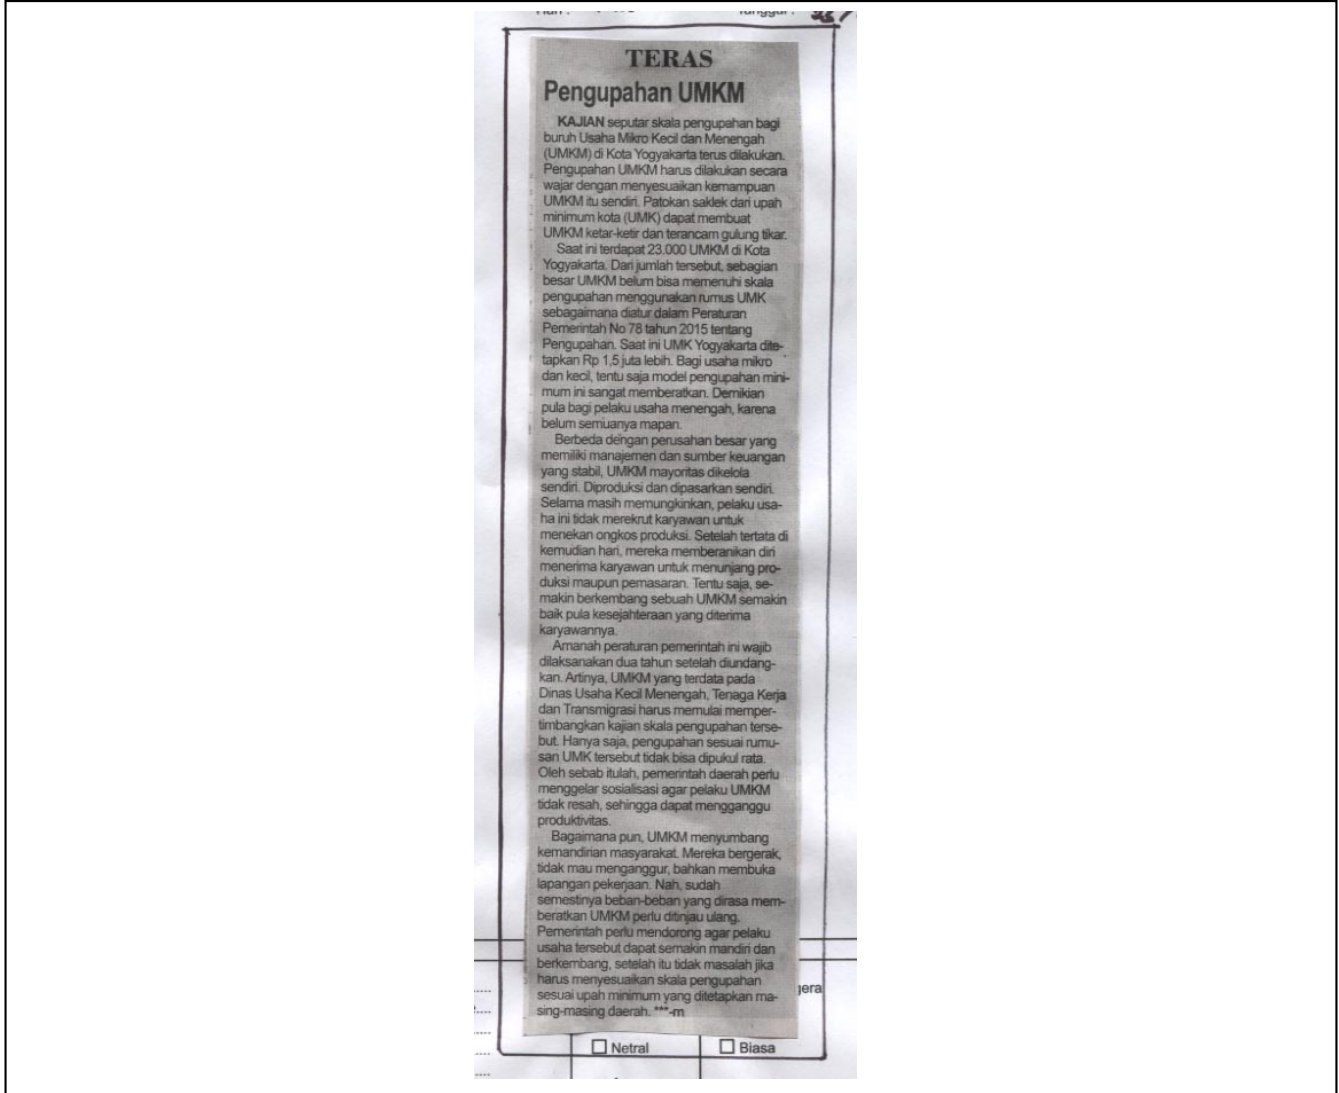 TERAS
Pengupahan UMKM
KAJIAN seputar skala pengupahan bagi
buruh Usaha Mikro Kecil dan Menengah
(UMKM) di Kota Yogyakarta terus dilakukan.
Pengupahan UMKM harus dilakukan secara
wajar dengan menyesuaikan kemampuan
UMKM itu sendiri. Patokan saklek dari upah
minimum kota (UMK) dapat membuat
UMKM ketar-ketir dan terancam gulung tikar.
Saat ini terdapat 23.000 UMKM di Kota
Yogyakarta. Dari jumlah tersebut, sebagian
besar UMKM belum bisa memenuhi skala
pengupahan menggunakan rumus UMK
sebagaimana diatur dalam Peraturan
Pemerintah No 78 tahun 2015 tentang
Pengupahan. Saat ini UMK Yogyakarta dite-
tapkan Rp 1,5 juta lebih. Bagi usaha mikro
dan kecil, tentu saja model pengupahan mini-
mum ini sangat memberatkan. Demikian
pula bagi pelaku usaha menengah, karena
belum semuanya mapan.
Berbeda dengan perusahan besar yang
memiliki manajemen dan sumber keuangan
yang stabil, UMKM mayoritas dikelola
sendiri. Diproduksi dan dipasarkan sendiri.
Selama masih memungkinkan, pelaku usa-
ha ini tidak merekrut karyawan untuk
menekan ongkos produksi. Setelah tertata di
kemudian hari, mereka memberanikan diri
menerima karyawan untuk menunjang pro-
duksi maupun pemasaran. Tentu saja, se-
makin berkembang sebuah UMKM semakin
baik pula kesejahteraan yang diterima
karyawannya.
Amanah peraturan pemerintah ini wajib
dilaksanakan dua tahun setelah diundang-
kan. Artinya, UMKM yang terdata pada
Dinas Usaha Kecil Menengah, Tenaga Kerja
dan Transmigrasi harus memulai memper-
timbangkan kajian skala pengupahan terse-
but. Hanya saja, pengupahan sesuai rumu-
san UMK tersebut tidak bisa dipukul rata.
Oleh sebab itulah, pemerintah daerah perlu
menggelar sosialisasi agar pelaku UMKM
tidak resah, sehingga dapat mengganggu
produktivitas.
Bagaimana pun, UMKM menyumbang
kemandirian masyarakat. Mereka bergerak,
tidak mau menganggur, bahkan membuka
lapangan pekerjaan. Nah, sudah
semestinya beban-beban yang dirasa mem-
beratkan UMKM perlu ditinjau ulang.
Pemerintah perlu mendorong agar pelaku
usaha tersebut dapat semakin mandiri dan
berkembang, setelah itu tidak masalah jika
harus menyesuaikan skala pengupahan
sesuai upah minimum yang ditetapkan ma-
sing-masing daerah. ***-m
Netral
Biasa